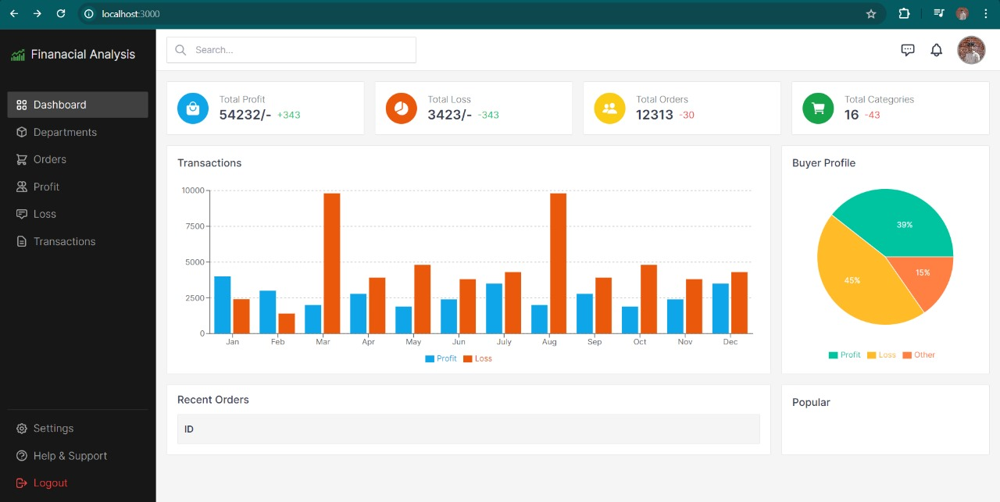 localhost:3000
Finanacial Analysis
Search...
Dashboard
Departments
Orders
Profit
Loss
Transactions
Settings
Help & Support
Logout
Total Profit
54232/- +343
Total Loss
3423/- -343
Total Orders
12313 -30
Total Categories
16 -43
Transactions
10000
7500
5000
2500
0
Jan Feb Mar Apr May Jun July Aug Sep Oct Nov Dec
Profit Loss
Buyer Profile
39%
45%
15%
Profit Loss Other
Recent Orders
ID
Popular